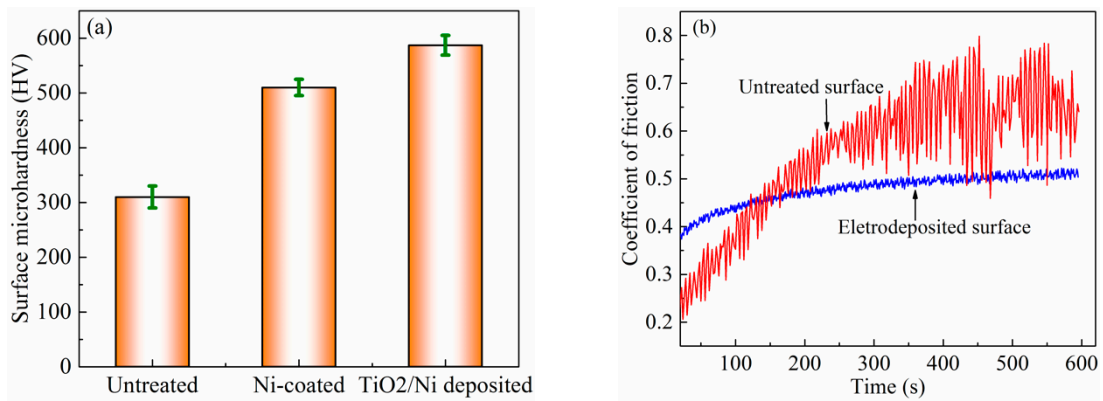 (a)
Surface microhardness (HV)
600
500
400
300
200
100
0
Untreated
Ni-coated
TiO2/Ni deposited
(b)
Coefficient of friction
0.8
0.7
0.6
0.5
0.4
0.3
0.2
Untreated surface
Eletrodeposited surface
100
200
300
400
500
600
Time (s)